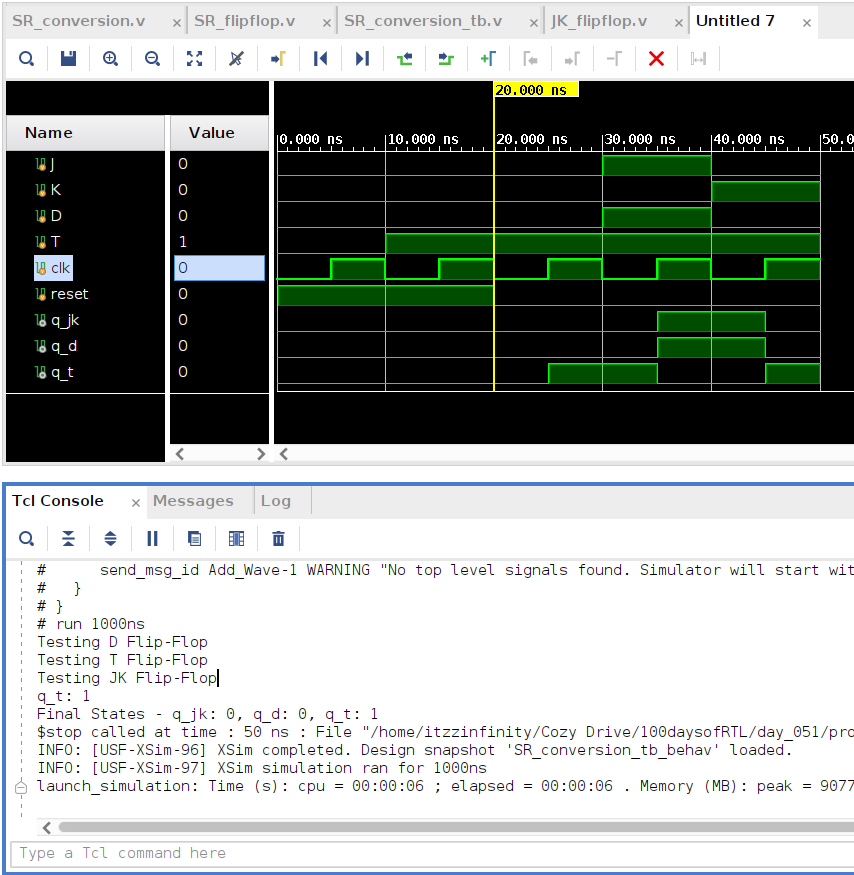 SR_conversion.v × SR_flipflop.v × SR_conversion_tb.v × JK_flipflop.v × Untitled 7 ×
20.000 ns
Name Value
0.000 ns 10.000 ns 20.000 ns 30.000 ns 40.000 ns 50.0
J 0
K 0
D 0
T 1
clk 0
reset 0
q_jk 0
q_d 0
q_t 0
Tcl Console × Messages Log
# send_msg_id Add_Wave-1 WARNING "No top level signals found. Simulator will start wit
# }
# }
# run 1000ns
Testing D Flip-Flop
Testing T Flip-Flop
Testing JK Flip-Flop
q_t: 1
Final States - q_jk: 0, q_d: 0, q_t: 1
$stop called at time : 50 ns : File "/home/itzzinfinity/Cozy Drive/100daysofRTL/day_051/pro
INFO: [USF-XSim-96] XSim completed. Design snapshot 'SR_conversion_tb_behav' loaded.
INFO: [USF-XSim-97] XSim simulation ran for 1000ns
launch_simulation: Time (s): cpu = 00:00:06 ; elapsed = 00:00:06 . Memory (MB): peak = 9077
Type a Tcl command here